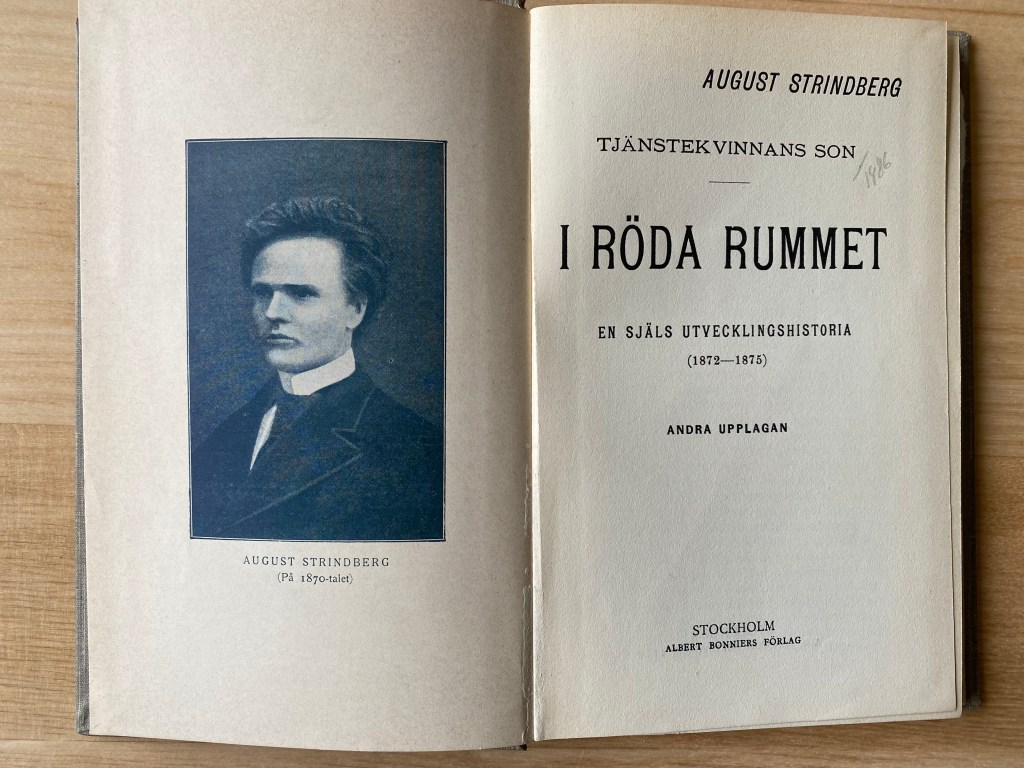 AUGUST STRINDBERG
(På 1870-talet)
AUGUST STRINDBERG
TJÄNSTEKVINNANS SON
1886
I RÖDA RUMMET
EN SJÄLS UTVECKLINGSHISTORIA
(1872—1875)
ANDRA UPPLAGAN
STOCKHOLM
ALBERT BONNIERS FÖRLAG